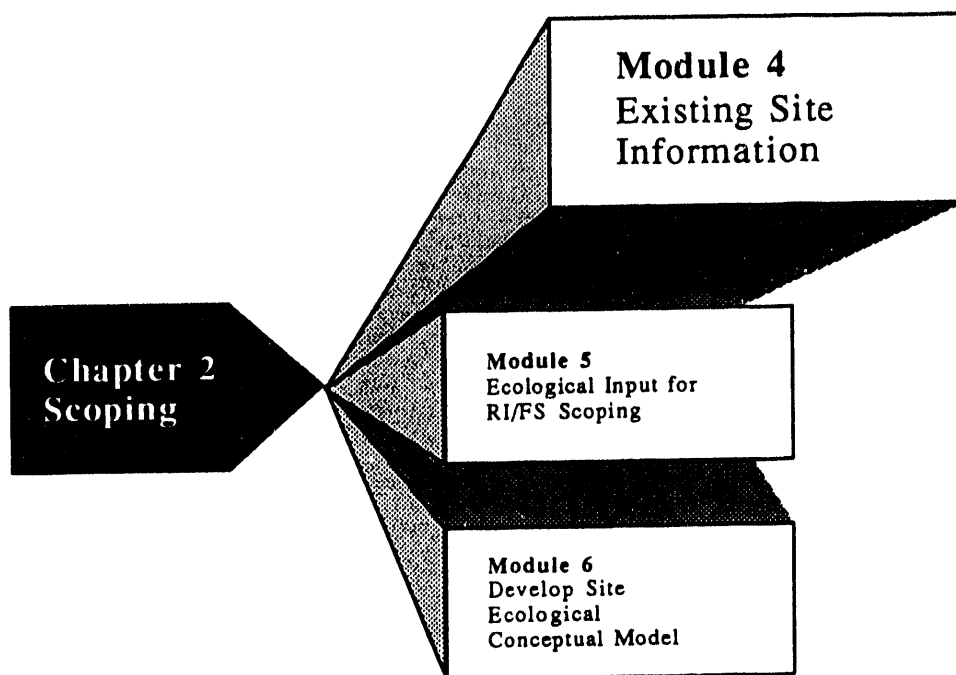 Chapter 2
Scoping
Module 4
Existing Site
Information
Module 5
Ecological Input for
RI/FS Scoping
Module 6
Develop Site
Ecological
Conceptual Model